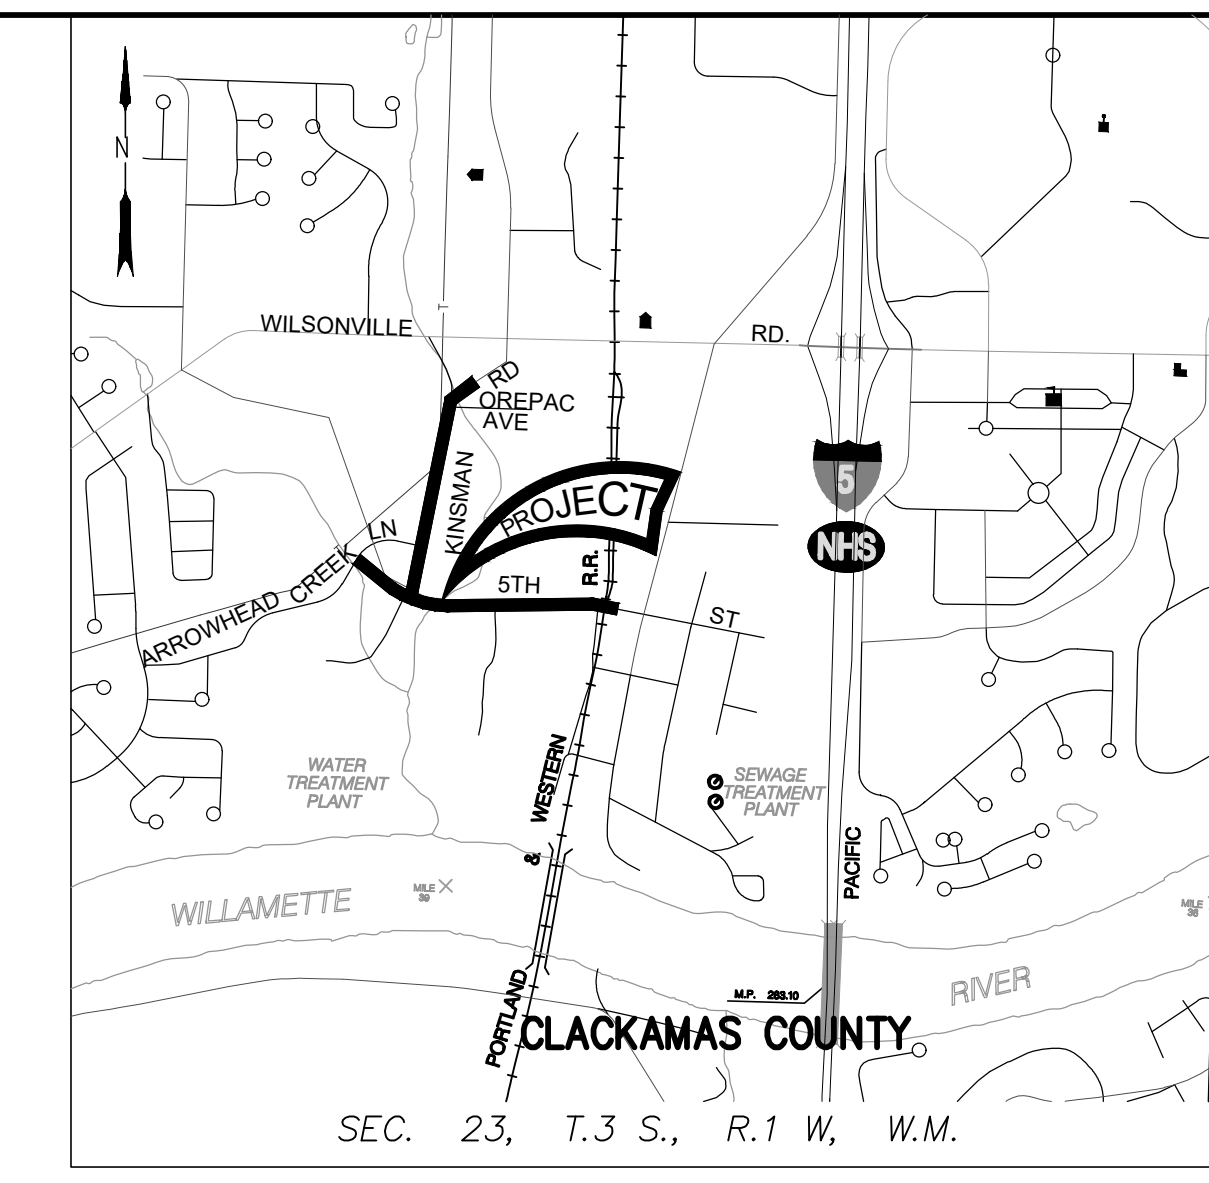 N
T
WILSONVILLE
RD.
RD
OREPAC
AVE
KINSMAN
PROJECT
5
NHS
LN
CREEK
ARROWHEAD
5TH
R.R.
ST
WATER
TREATMENT
PLANT
SEWAGE
TREATMENT
PLANT
WESTERN
&
PACIFIC
MILE
39
WILLAMETTE
MILE
38
RIVER
M.P. 283.10
PORTLAND
CLACKAMAS COUNTY
SEC. 23, T.3 S., R.1 W, W.M.